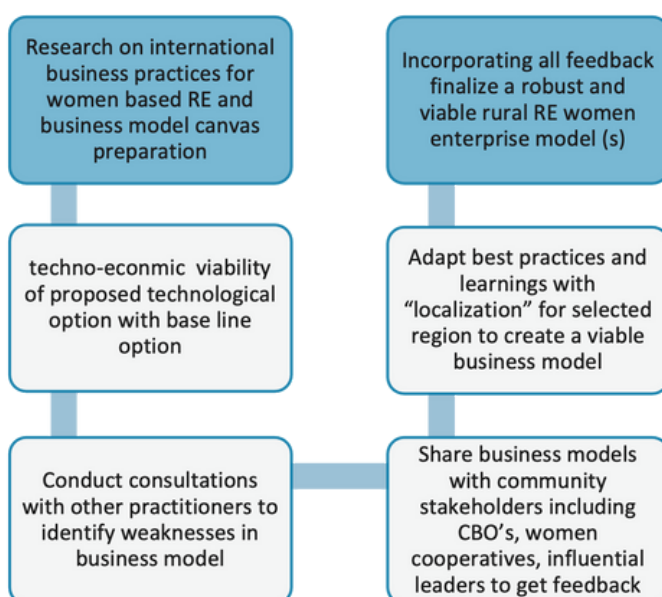 Research on international
business practices for
women based RE and
business model canvas
preparation
techno-econmic viability
of proposed technological
option with base line
option
Conduct consultations
with other practitioners to
identify weaknesses in
business model
Share business models
with community
stakeholders including
CBO's, women
cooperatives, influential
leaders to get feedback
Adapt best practices and
learnings with
“localization” for selected
region to create a viable
business model
Incorporating all feedback
finalize a robust and
viable rural RE women
enterprise model (s)